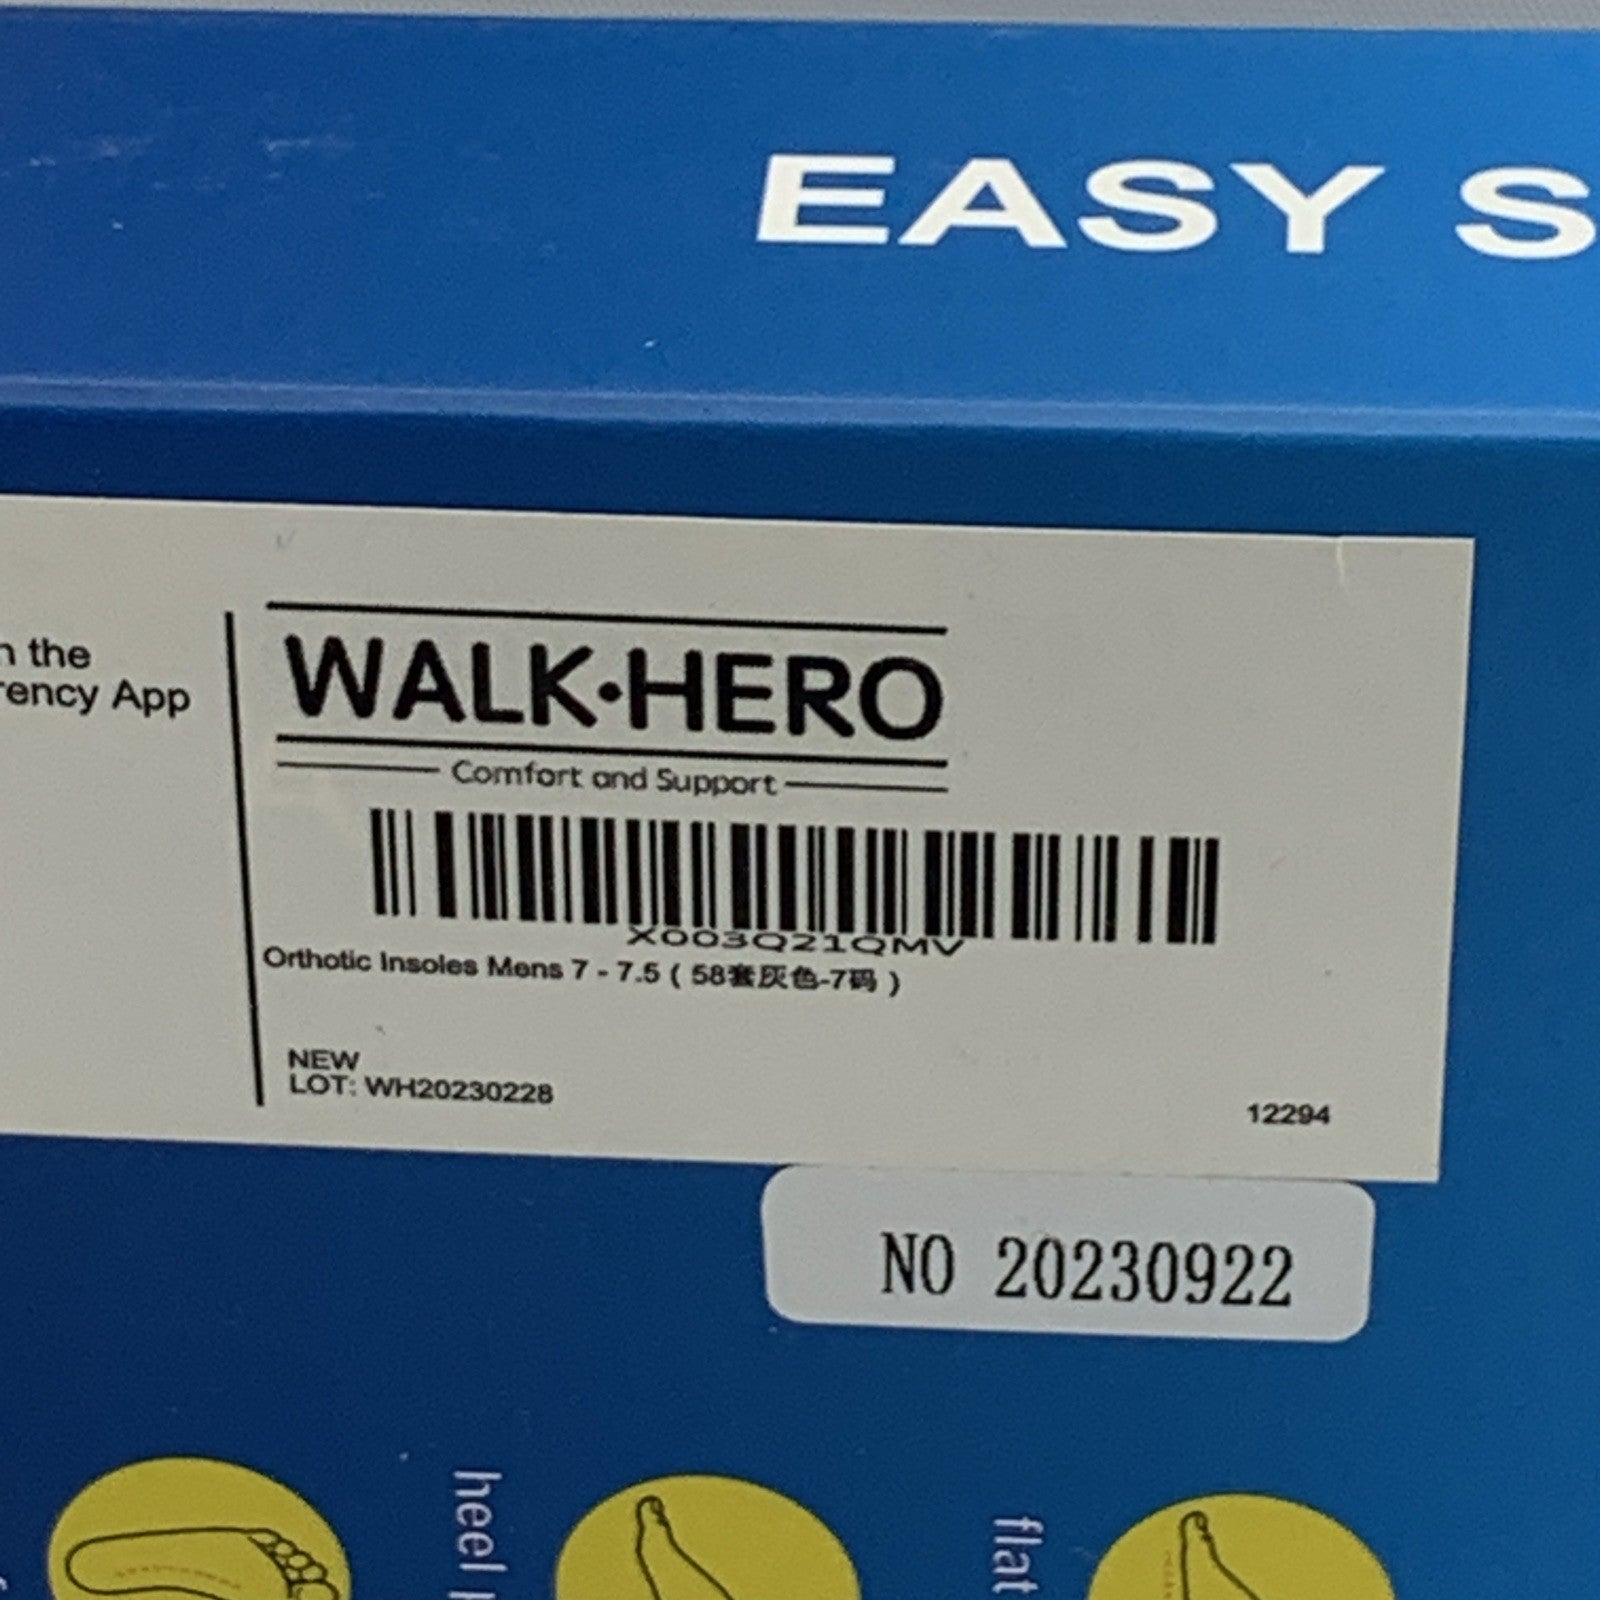 EASY S
n the
rency App
WALK·HERO
Comfort and Support
X003Q21QMV
Orthotic Insoles Mens 7 - 7.5 ( 58套灰色-7码 )
NEW
LOT: WH20230228
12294
NO 20230922
heel
flat